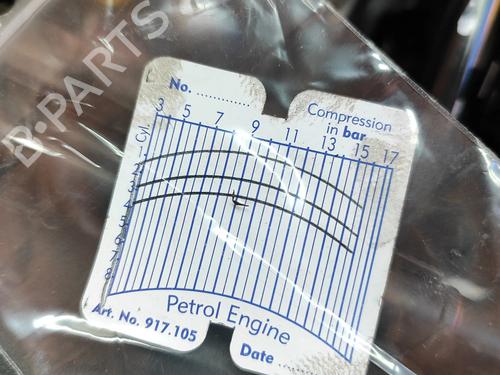 B-PARTS
No. ............
Compression
in bar
3 5 7 9 11 13 15 17
Cyl.
1
2
3
4
5
6
7
8
Petrol Engine
Art. No. 917.105
Date ........